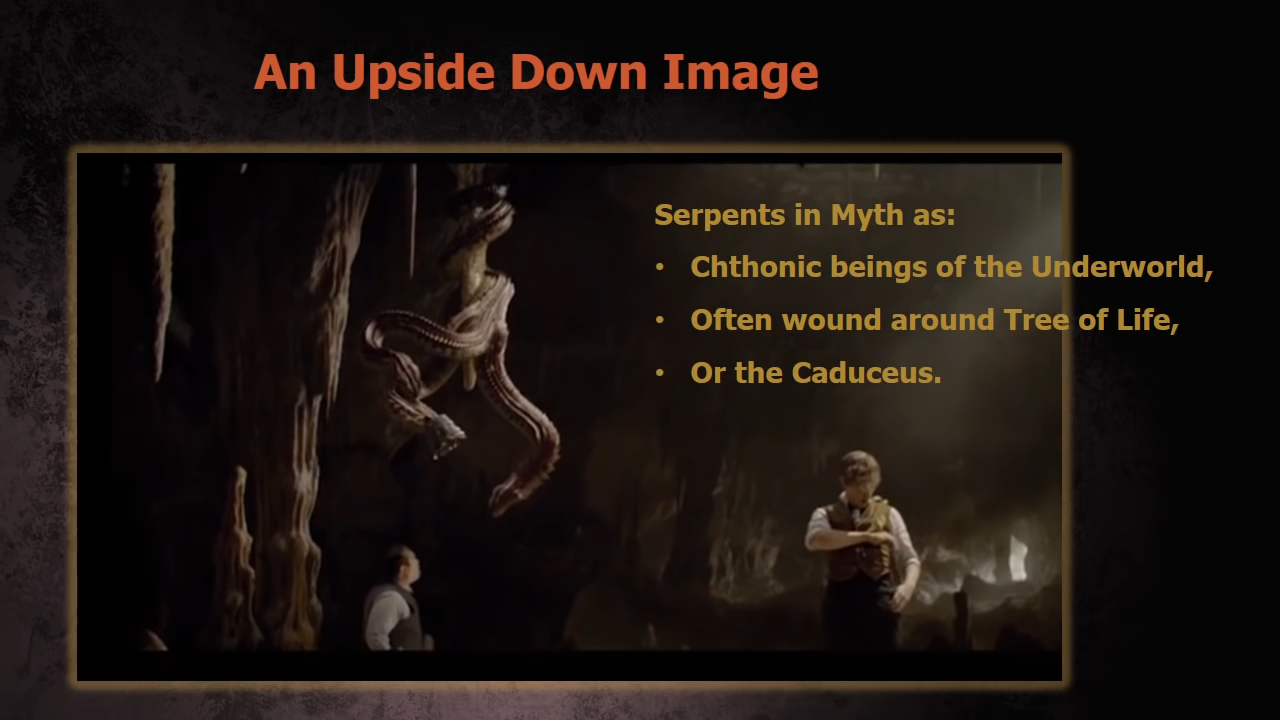 An Upside Down Image
Serpents in Myth as:
• Chthonic beings of the Underworld,
• Often wound around Tree of Life,
• Or the Caduceus.